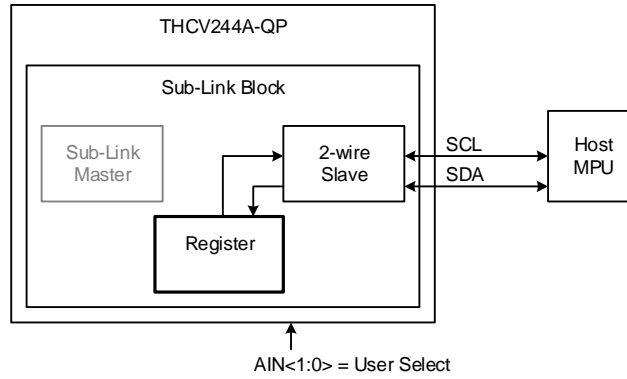 THCV244A-QP
Sub-Link Block
Sub-Link
Master
2-wire
Slave
SCL
SDA
Host
MPU
Register
AIN<1:0> = User Select